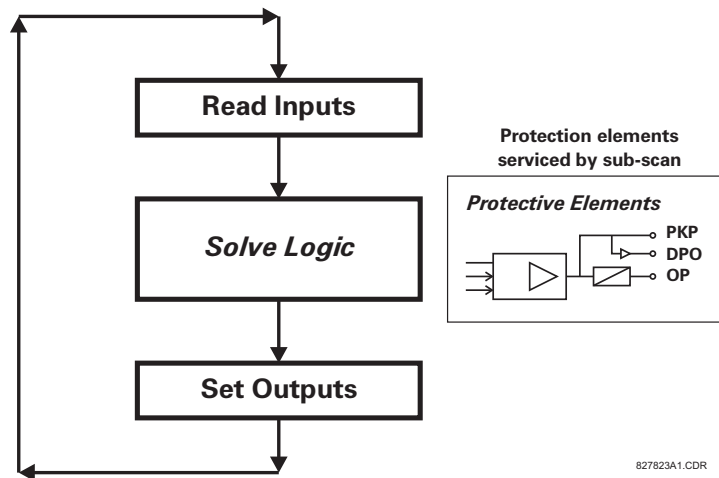 Read Inputs
Solve Logic
Set Outputs
Protection elements
serviced by sub-scan
Protective Elements
PKP
DPO
OP
827823A1.CDR